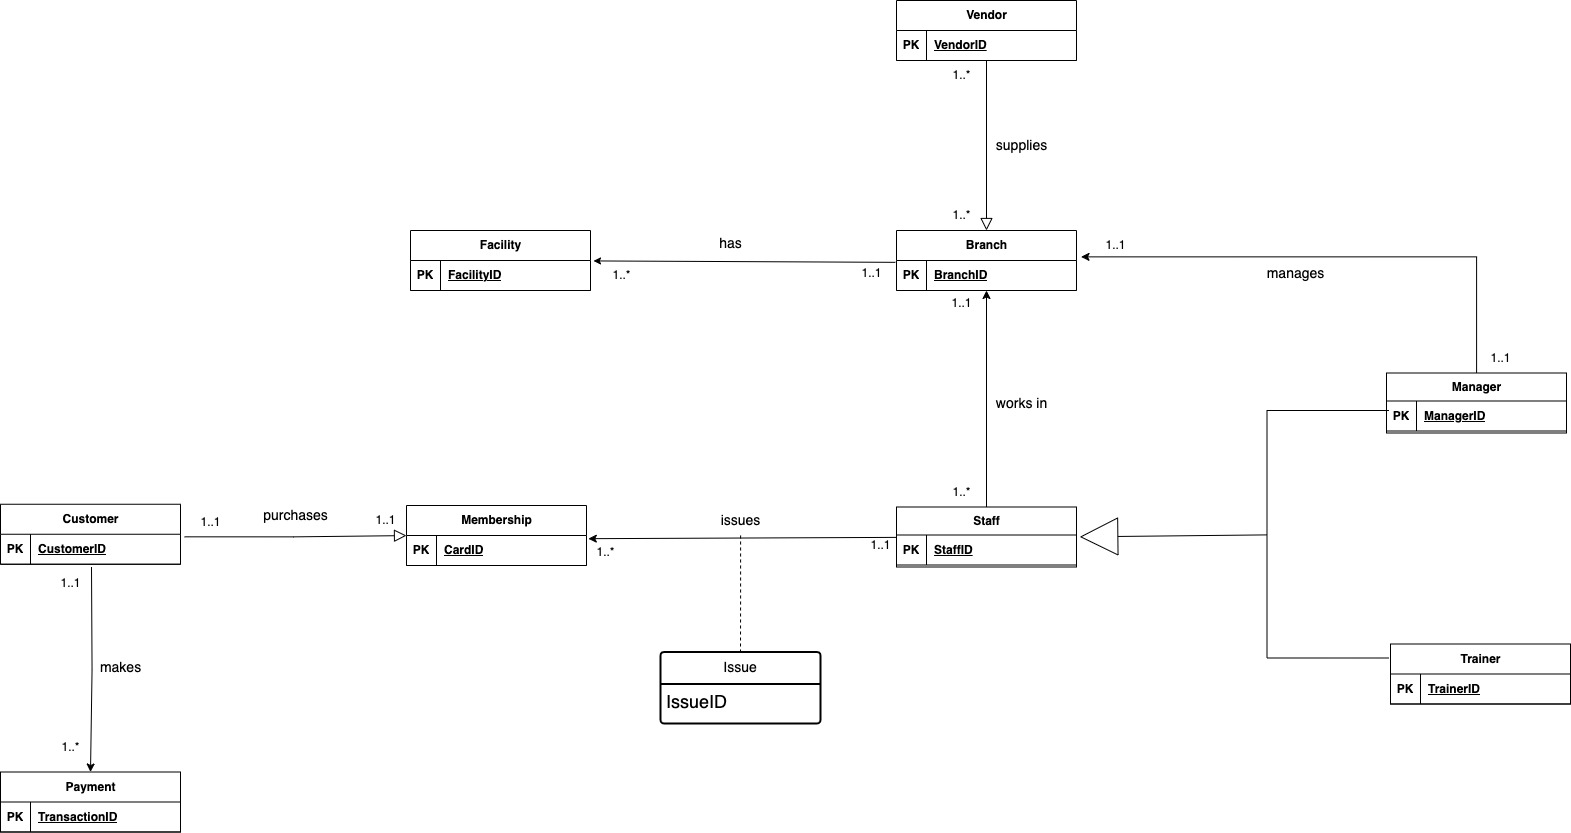 Vendor
PK VendorID
1..*
supplies
1..*
Facility
PK FacilityID
has
1..*
1..1
Branch
PK BranchID
1..1
manages
1..1
1..1
Manager
PK ManagerID
works in
1..*
Customer
PK CustomerID
1..1
purchases
1..1
Membership
PK CardID
issues
1..*
1..1
Staff
PK StaffID
1..1
makes
1..*
Issue
IssueID
Trainer
PK TrainerID
Payment
PK TransactionID